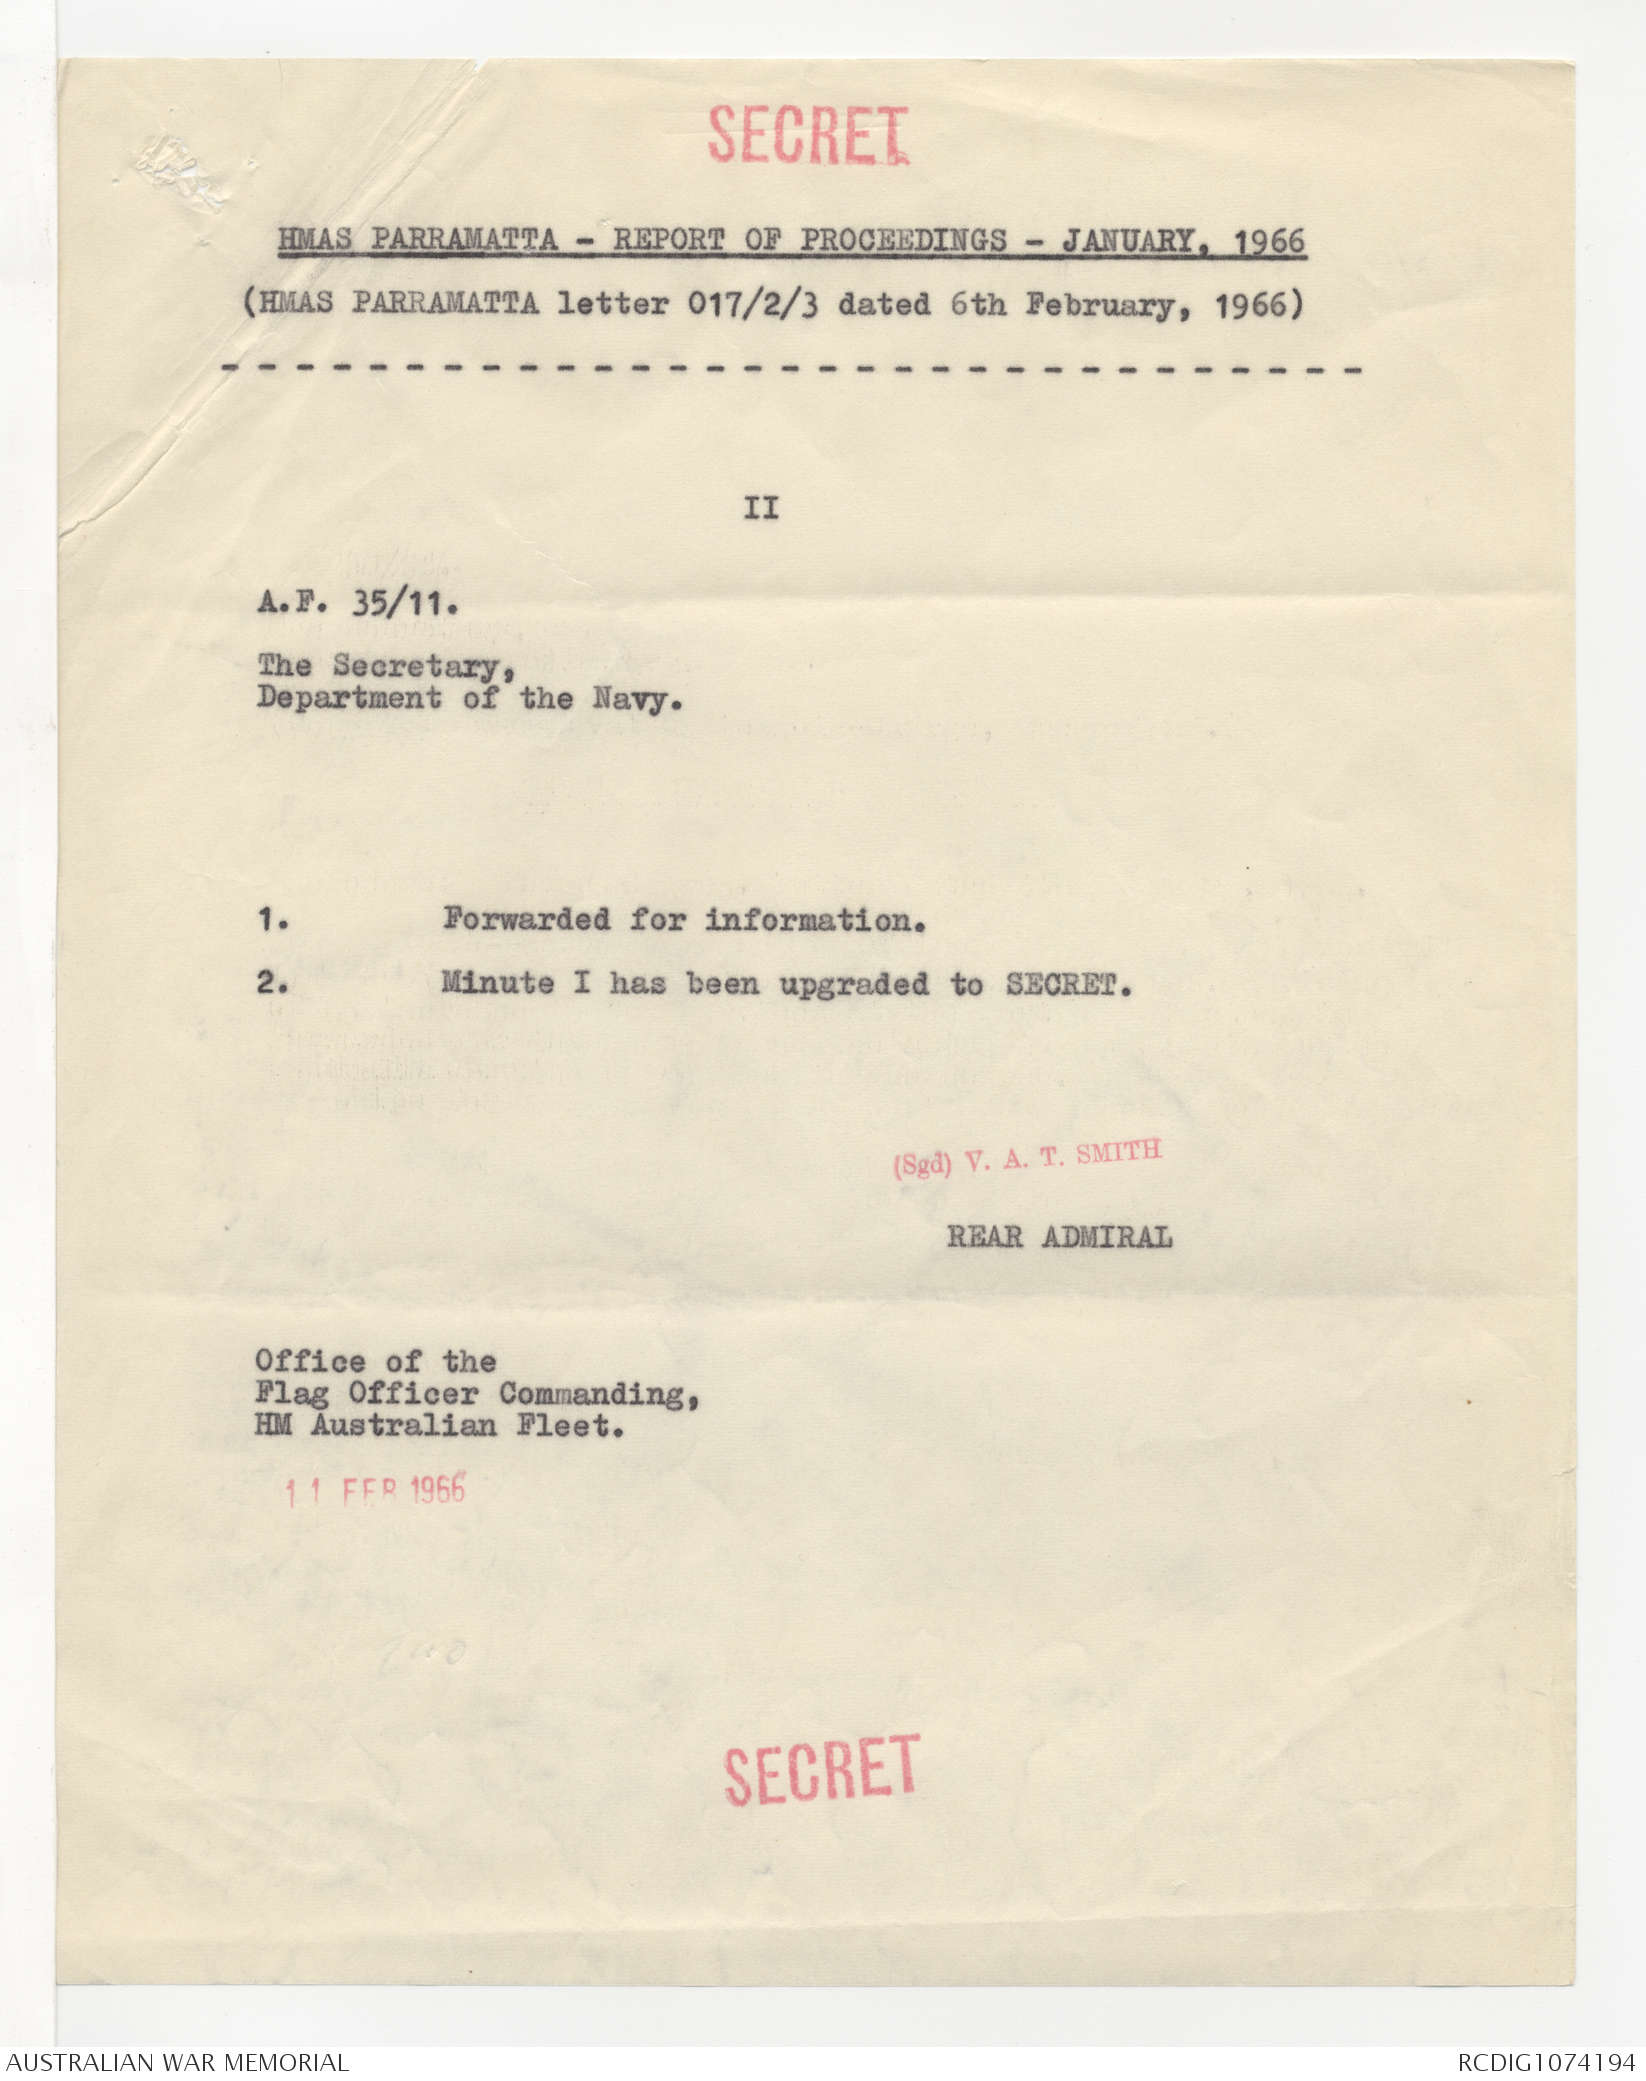 SECRET
HMAS PARRAMATTA - REPORT OF PROCEEDINGS - JANUARY, 1966
(HMAS PARRAMATTA letter 017/2/3 dated 6th February, 1966)
- - - - - - - - - - - - - - - - - - - - - - - - - - - - - - -
II
A.F. 35/11.
The Secretary,
Department of the Navy.
1. Forwarded for information.
2. Minute I has been upgraded to SECRET.
(Sgd) V. A. T. SMITH
REAR ADMIRAL
Office of the
Flag Officer Commanding,
HM Australian Fleet.
11 FEB 1966
SECRET
AUSTRALIAN WAR MEMORIAL
RCDIG1074194